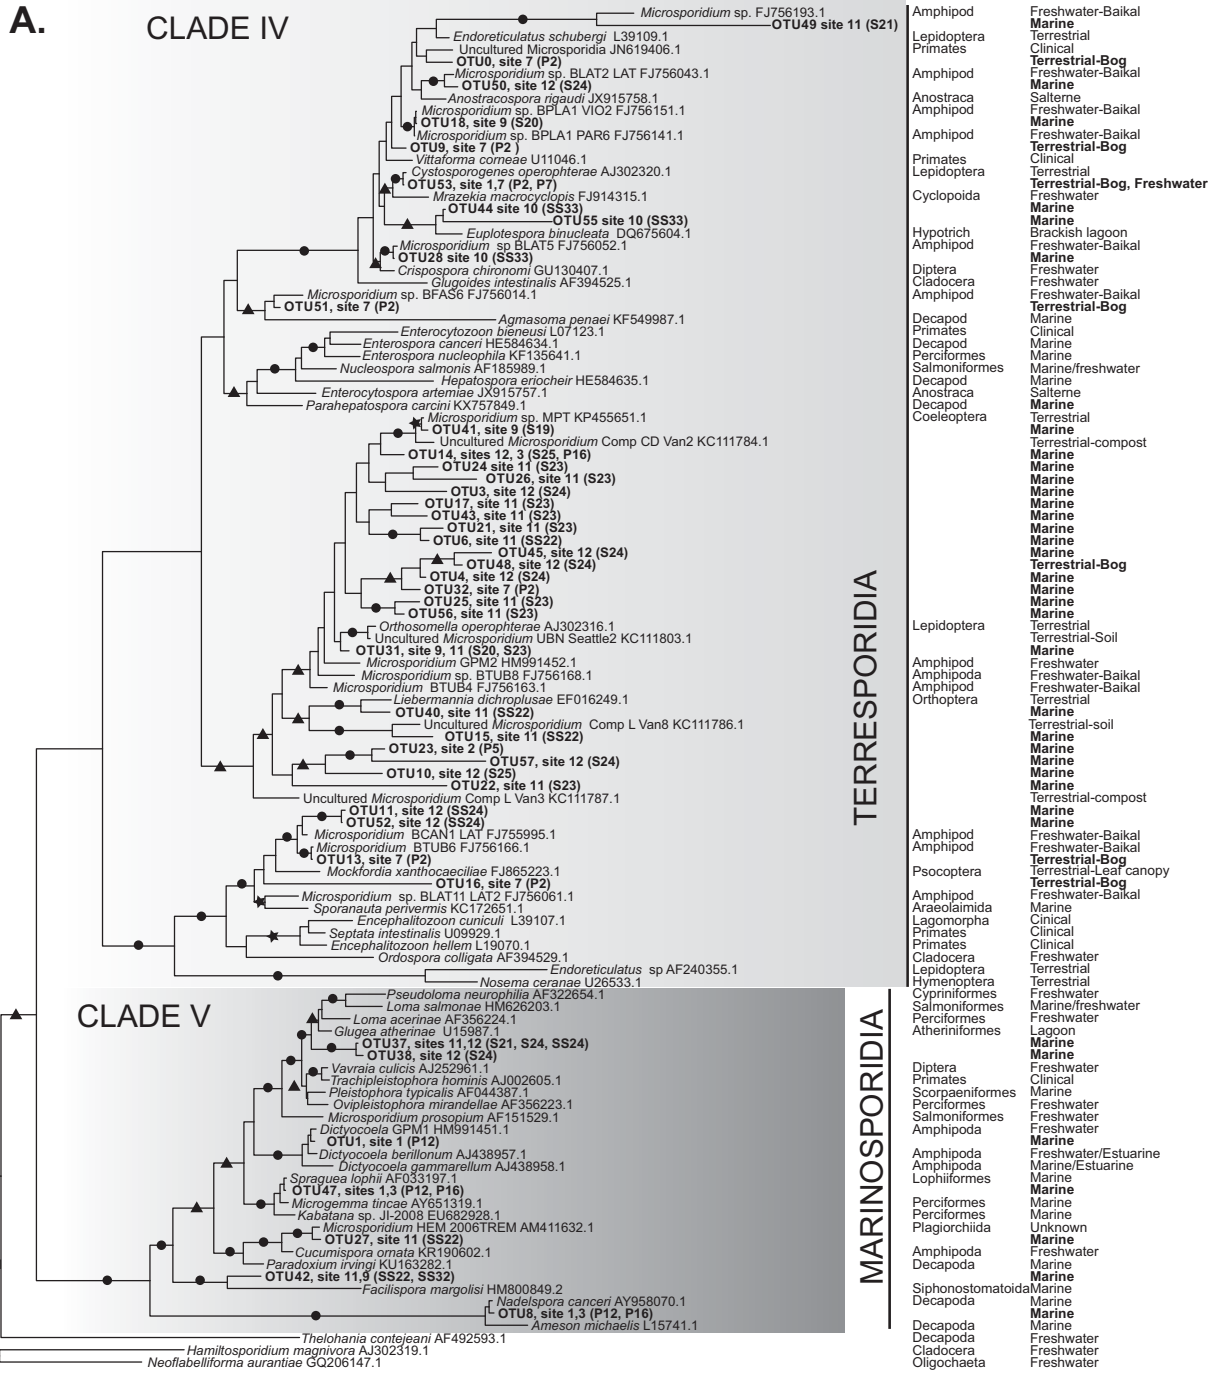 A.
CLADE IV
Microsporidium sp. FJ756193.1 Amphipod Freshwater-Baikal
OTU49 site 11 (S21) Marine
Endoreticulatus schubergi L39109.1 Lepidoptera Terrestrial
Uncultured Microsporidia JN619406.1 Primates Clinical
OTU0, site 7 (P2) Terrestrial-Bog
Microsporidium sp. BLAT2 LAT FJ756043.1 Amphipod Freshwater-Baikal
OTU50, site 12 (S24) Marine
Anostracospora rigaudi JX915758.1 Anostraca Salterne
Microsporidium sp. BPLA1 VIO2 FJ756151.1 Amphipod Freshwater-Baikal
OTU18, site 9 (S20) Marine
Microsporidium sp. BPLA1 PAR6 FJ756141.1 Amphipod Freshwater-Baikal
OTU9, site 7 (P2 ) Terrestrial-Bog
Vittaforma corneae U11046.1 Primates Clinical
Cystosporogenes operophterae AJ302320.1 Lepidoptera Terrestrial
OTU53, site 1,7 (P2, P7) Terrestrial-Bog, Freshwater
Mrazekia macrocyclopis FJ914315.1 Cyclopoida Freshwater
OTU44 site 10 (SS33) Marine
OTU55 site 10 (SS33) Marine
Euplotespora binucleata DQ675604.1 Hypotrich Brackish lagoon
Microsporidium sp BLAT5 FJ756052.1 Amphipod Freshwater-Baikal
OTU28 site 10 (SS33) Marine
Crispospora chironomi GU130407.1 Diptera Freshwater
Glugoides intestinalis AF394525.1 Cladocera Freshwater
Microsporidium sp. BFAS6 FJ756014.1 Amphipod Freshwater-Baikal
OTU51, site 7 (P2) Terrestrial-Bog
Agmasoma penaei KF549987.1 Decapod Marine
Enterocytozoon bieneusi L07123.1 Primates Clinical
Enterospora canceri HE584634.1 Decapod Marine
Enterospora nucleophila KF135641.1 Perciformes Marine
Nucleospora salmonis AF185989.1 Salmoniformes Marine/freshwater
Hepatospora eriocheir HE584635.1 Decapod Marine
Enterocytospora artemiae JX915757.1 Anostraca Salterne
Parahepatospora carcini KX757849.1 Decapod Marine
Microsporidium sp. MPT KP455651.1 Coeleoptera Terrestrial
OTU41, site 9 (S19) Marine
Uncultured Microsporidium Comp CD Van2 KC111784.1 Terrestrial-compost
OTU14, sites 12, 3 (S25, P16) Marine
OTU24 site 11 (S23) Marine
OTU26, site 11 (S23) Marine
OTU3, site 12 (S24) Marine
OTU17, site 11 (S23) Marine
OTU43, site 11 (S23) Marine
OTU21, site 11 (S23) Marine
OTU6, site 11 (SS22) Marine
OTU45, site 12 (S24) Marine
OTU48, site 12 (S24) Terrestrial-Bog
OTU4, site 12 (S24) Marine
OTU32, site 7 (P2) Marine
OTU25, site 11 (S23) Marine
OTU56, site 11 (S23) Marine
Orthosomella operophterae AJ302316.1 Lepidoptera Terrestrial
Uncultured Microsporidium UBN Seattle2 KC111803.1 Terrestrial-Soil
OTU31, site 9, 11 (S20, S23) Marine
Microsporidium GPM2 HM991452.1 Amphipod Freshwater
Microsporidium sp. BTUB8 FJ756168.1 Amphipoda Freshwater-Baikal
Microsporidium BTUB4 FJ756163.1 Amphipod Freshwater-Baikal
Liebermannia dichroplusae EF016249.1 Orthoptera Terrestrial
OTU40, site 11 (SS22) Marine
Uncultured Microsporidium Comp L Van8 KC111786.1 Terrestrial-soil
OTU15, site 11 (SS22) Marine
OTU23, site 2 (P5) Marine
OTU57, site 12 (S24) Marine
OTU10, site 12 (S25) Marine
OTU22, site 11 (S23) Marine
Uncultured Microsporidium Comp L Van3 KC111787.1 Terrestrial-compost
OTU11, site 12 (SS24) Marine
OTU52, site 12 (SS24) Marine
Microsporidium BCAN1 LAT FJ755995.1 Amphipod Freshwater-Baikal
Microsporidium BTUB6 FJ756166.1 Amphipod Freshwater-Baikal
OTU13, site 7 (P2) Terrestrial-Bog
Mockfordia xanthocaeciliae FJ865223.1 Psocoptera Terrestrial-Leaf canopy
OTU16, site 7 (P2) Terrestrial-Bog
Microsporidium sp. BLAT11 LAT2 FJ756061.1 Amphipod Freshwater-Baikal
Sporanauta perivermis KC172651.1 Araeolaimida Marine
Encephalitozoon cuniculi L39107.1 Lagomorpha Cinical
Septata intestinalis U09929.1 Primates Clinical
Encephalitozoon hellem L19070.1 Primates Clinical
Ordospora colligata AF394529.1 Cladocera Freshwater
Endoreticulatus sp AF240355.1 Lepidoptera Terrestrial
Nosema ceranae U26533.1 Hymenoptera Terrestrial
TERRESPORIDIA
CLADE V
Pseudoloma neurophilia AF322654.1 Cypriniformes Freshwater
Loma salmonae HM626203.1 Salmoniformes Marine/freshwater
Loma acerinae AF356224.1 Perciformes Freshwater
Glugea atherinae U15987.1 Atheriniformes Lagoon
OTU37, sites 11,12 (S21, S24, SS24) Marine
OTU38, site 12 (S24) Marine
Vavraia culicis AJ252961.1 Diptera Freshwater
Trachipleistophora hominis AJ002605.1 Primates Clinical
Pleistophora typicalis AF044387.1 Scorpaeniformes Marine
Ovipleistophora mirandellae AF356223.1 Perciformes Freshwater
Microsporidium prosopium AF151529.1 Salmoniformes Freshwater
Dictyocoela GPM1 HM991451.1 Amphipoda Freshwater
OTU1, site 1 (P12) Marine
Dictyocoela berillonum AJ438957.1 Amphipoda Freshwater/Estuarine
Dictyocoela gammarellum AJ438958.1 Amphipoda Marine/Estuarine
Spraguea lophii AF033197.1 Lophiiformes Marine
OTU47, sites 1,3 (P12, P16) Marine
Microgemma tincae AY651319.1 Perciformes Marine
Kabatana sp. JI-2008 EU682928.1 Perciformes Marine
Microsporidium HEM 2006TREM AM411632.1 Plagiorchiida Unknown
OTU27, site 11 (SS22) Marine
Cucumispora ornata KR190602.1 Amphipoda Freshwater
Paradoxium irvingi KU163282.1 Decapoda Marine
OTU42, site 11,9 (SS22, SS32) Marine
Facilispora margolisi HM800849.2 Siphonostomatoida Marine
Nadelspora canceri AY958070.1 Decapoda Marine
OTU8, site 1,3 (P12, P16) Marine
Ameson michaelis L15741.1 Decapoda Marine
MARINOSPORIDIA
Thelohania contejeani AF492593.1 Decapoda Freshwater
Hamiltosporidium magnivora AJ302319.1 Cladocera Freshwater
Neoflabelliforma aurantiae GQ206147.1 Oligochaeta Freshwater